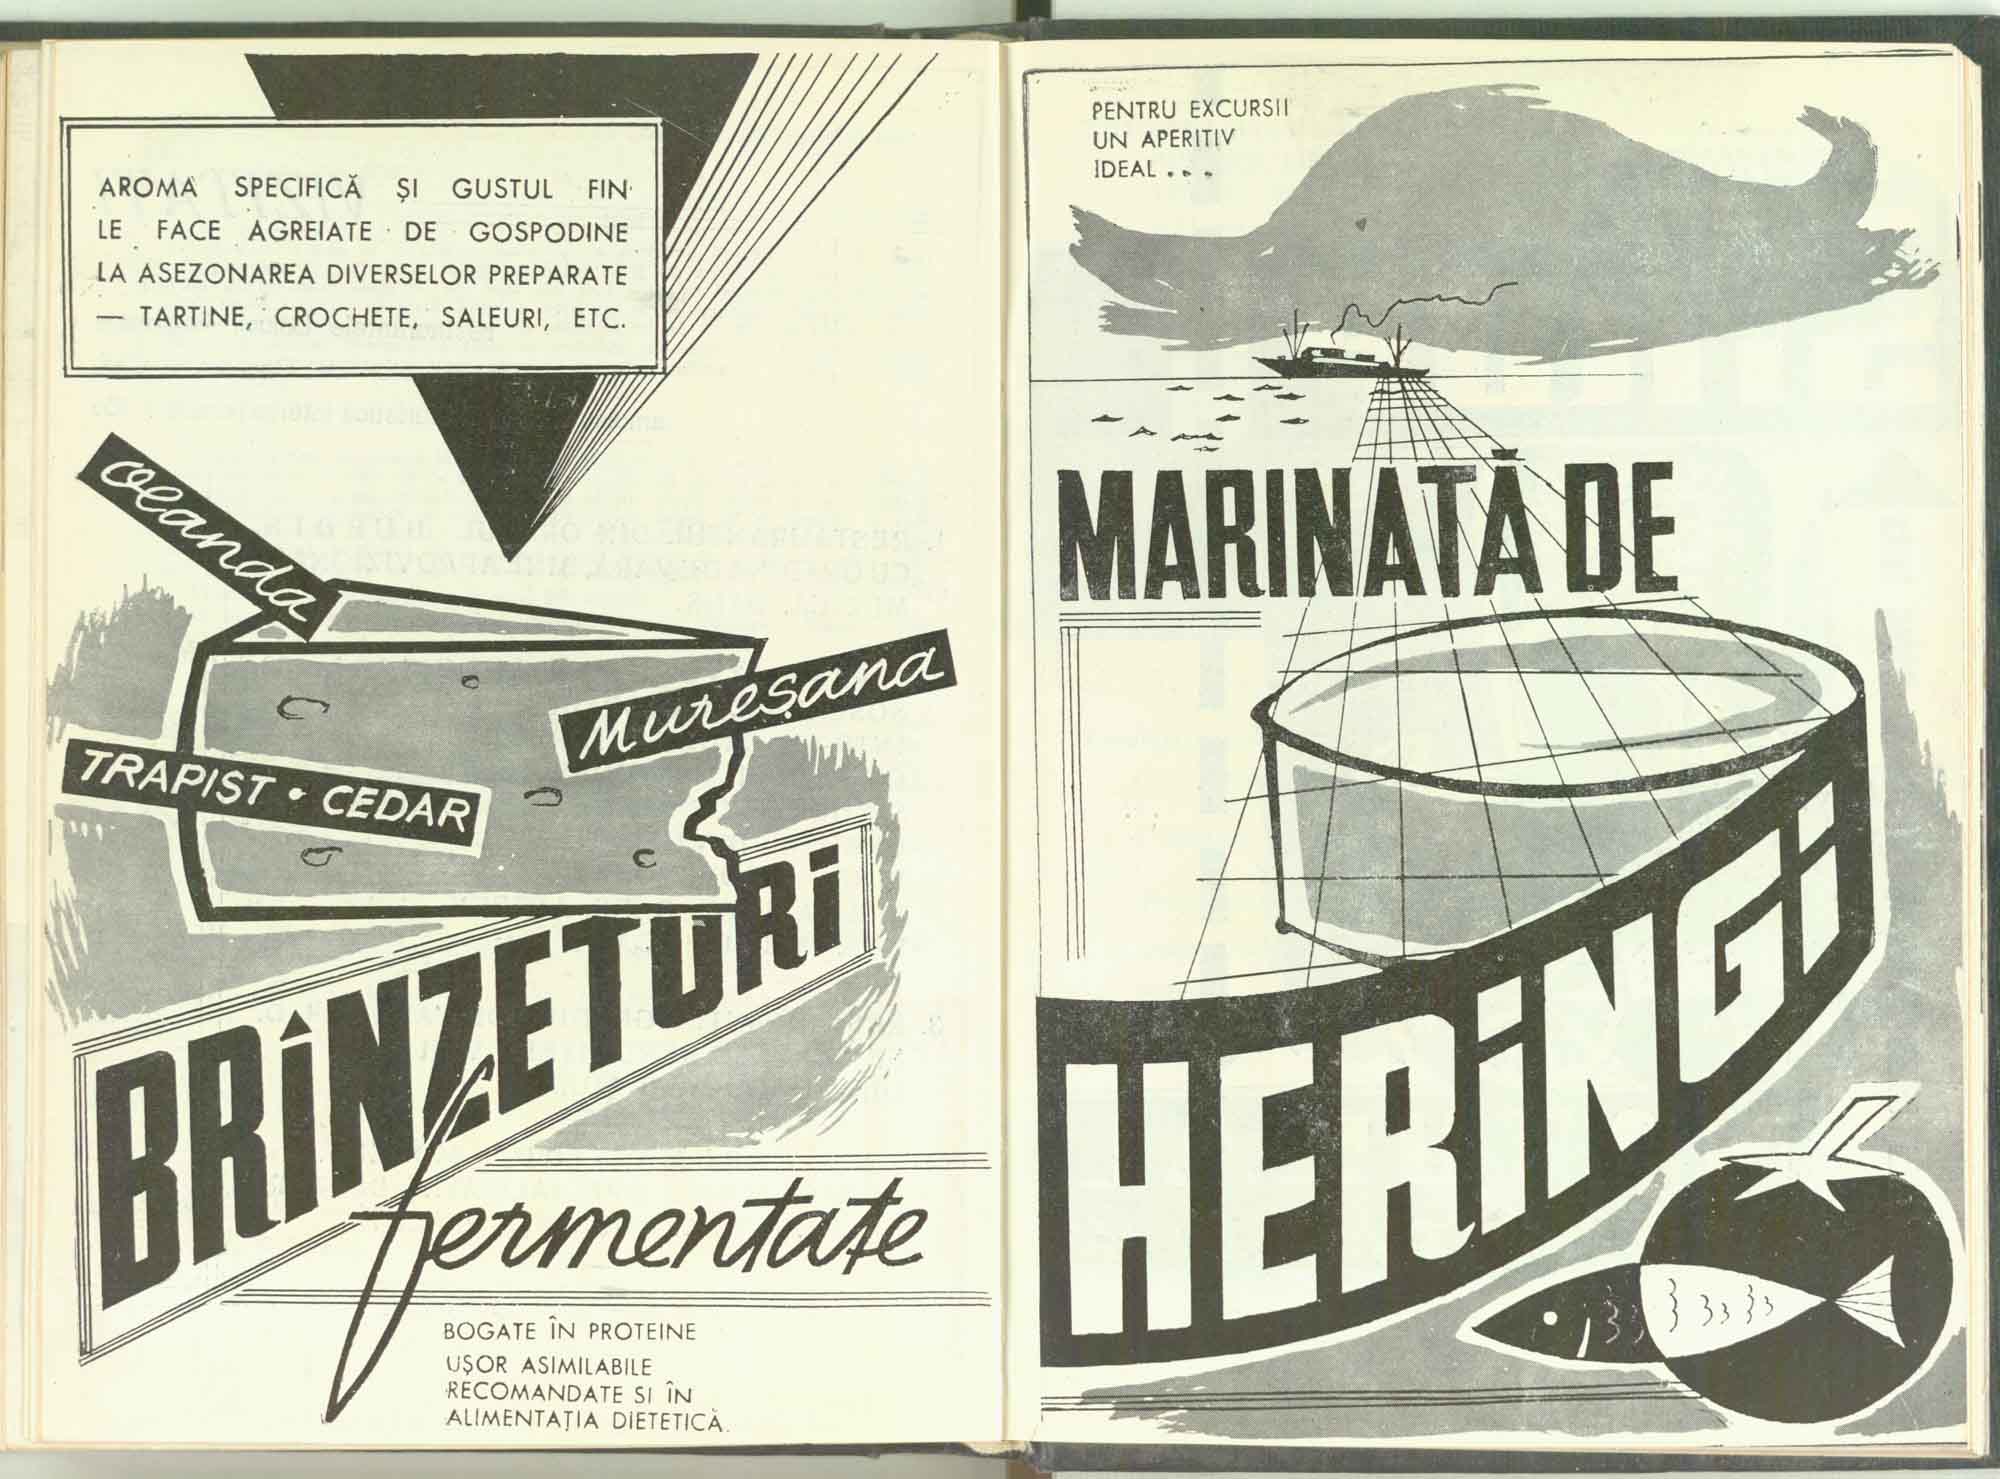 AROMA SPECIFICĂ ȘI GUSTUL FIN
LE FACE AGREIATE DE GOSPODINE
LA ASEZONAREA DIVERSELOR PREPARATE
— TARTINE, CROCHETE, SALEURI, ETC.
Olanda
Mureșana
TRAPIST • CEDAR
BRÎNZETURI
fermentate
BOGATE ÎN PROTEINE
UȘOR ASIMILABILE
RECOMANDATE SI ÎN
ALIMENTAȚIA DIETETICĂ.
PENTRU EXCURSII
UN APERITIV
IDEAL...
MARINATĂ DE
HERINGI